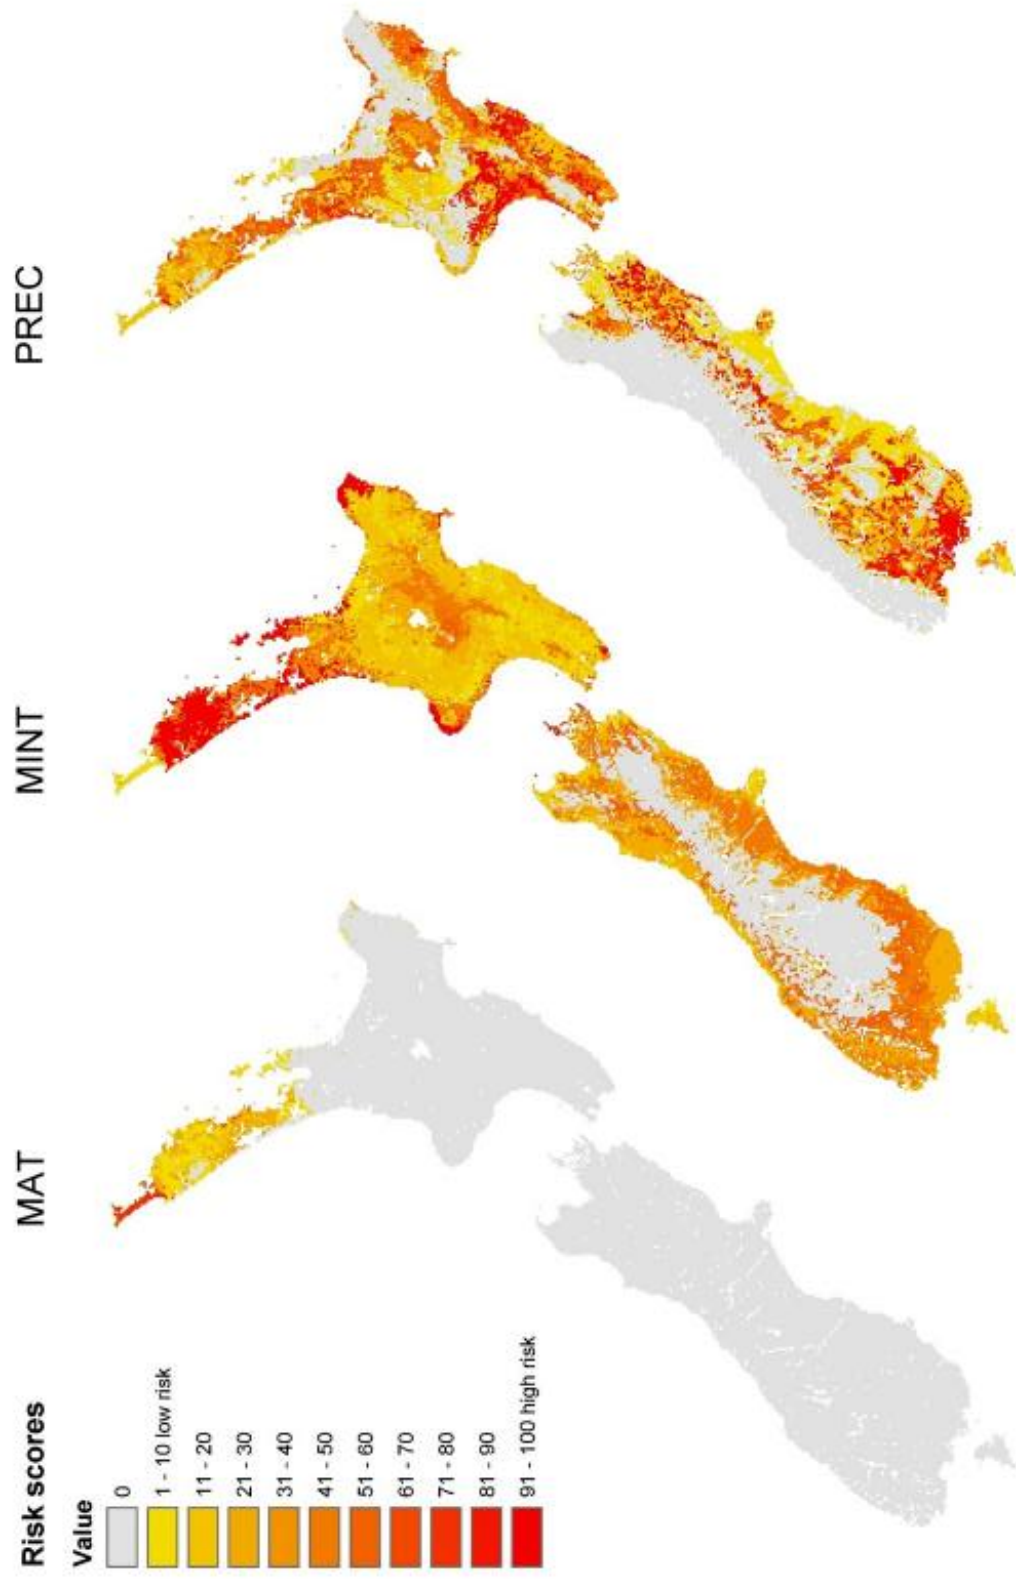 MAT
MINT
PREC
Risk scores
Value
0
1 - 10 low risk
11 - 20
21 - 30
31 - 40
41 - 50
51 - 60
61 - 70
71 - 80
81 - 90
91 - 100 high risk